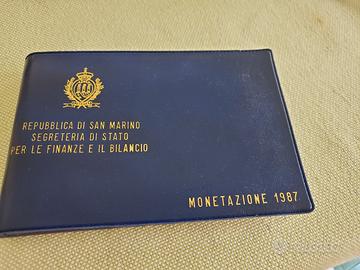 REPUBBLICA DI SAN MARINO
SEGRETERIA DI STATO
PER LE FINANZE E IL BILANCIO
MONETAZIONE 1987